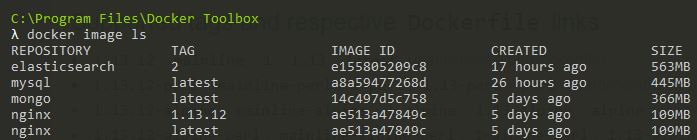 C:\Program Files\Docker Toolbox
λ docker image ls
REPOSITORY TAG IMAGE ID CREATED SIZE
elasticsearch 2 e155805209c8 17 hours ago 563MB
mysql latest a8a59477268d 26 hours ago 445MB
mongo latest 14c497d5c758 5 days ago 366MB
nginx 1.13.12 ae513a47849c 5 days ago 109MB
nginx latest ae513a47849c 5 days ago 109MB